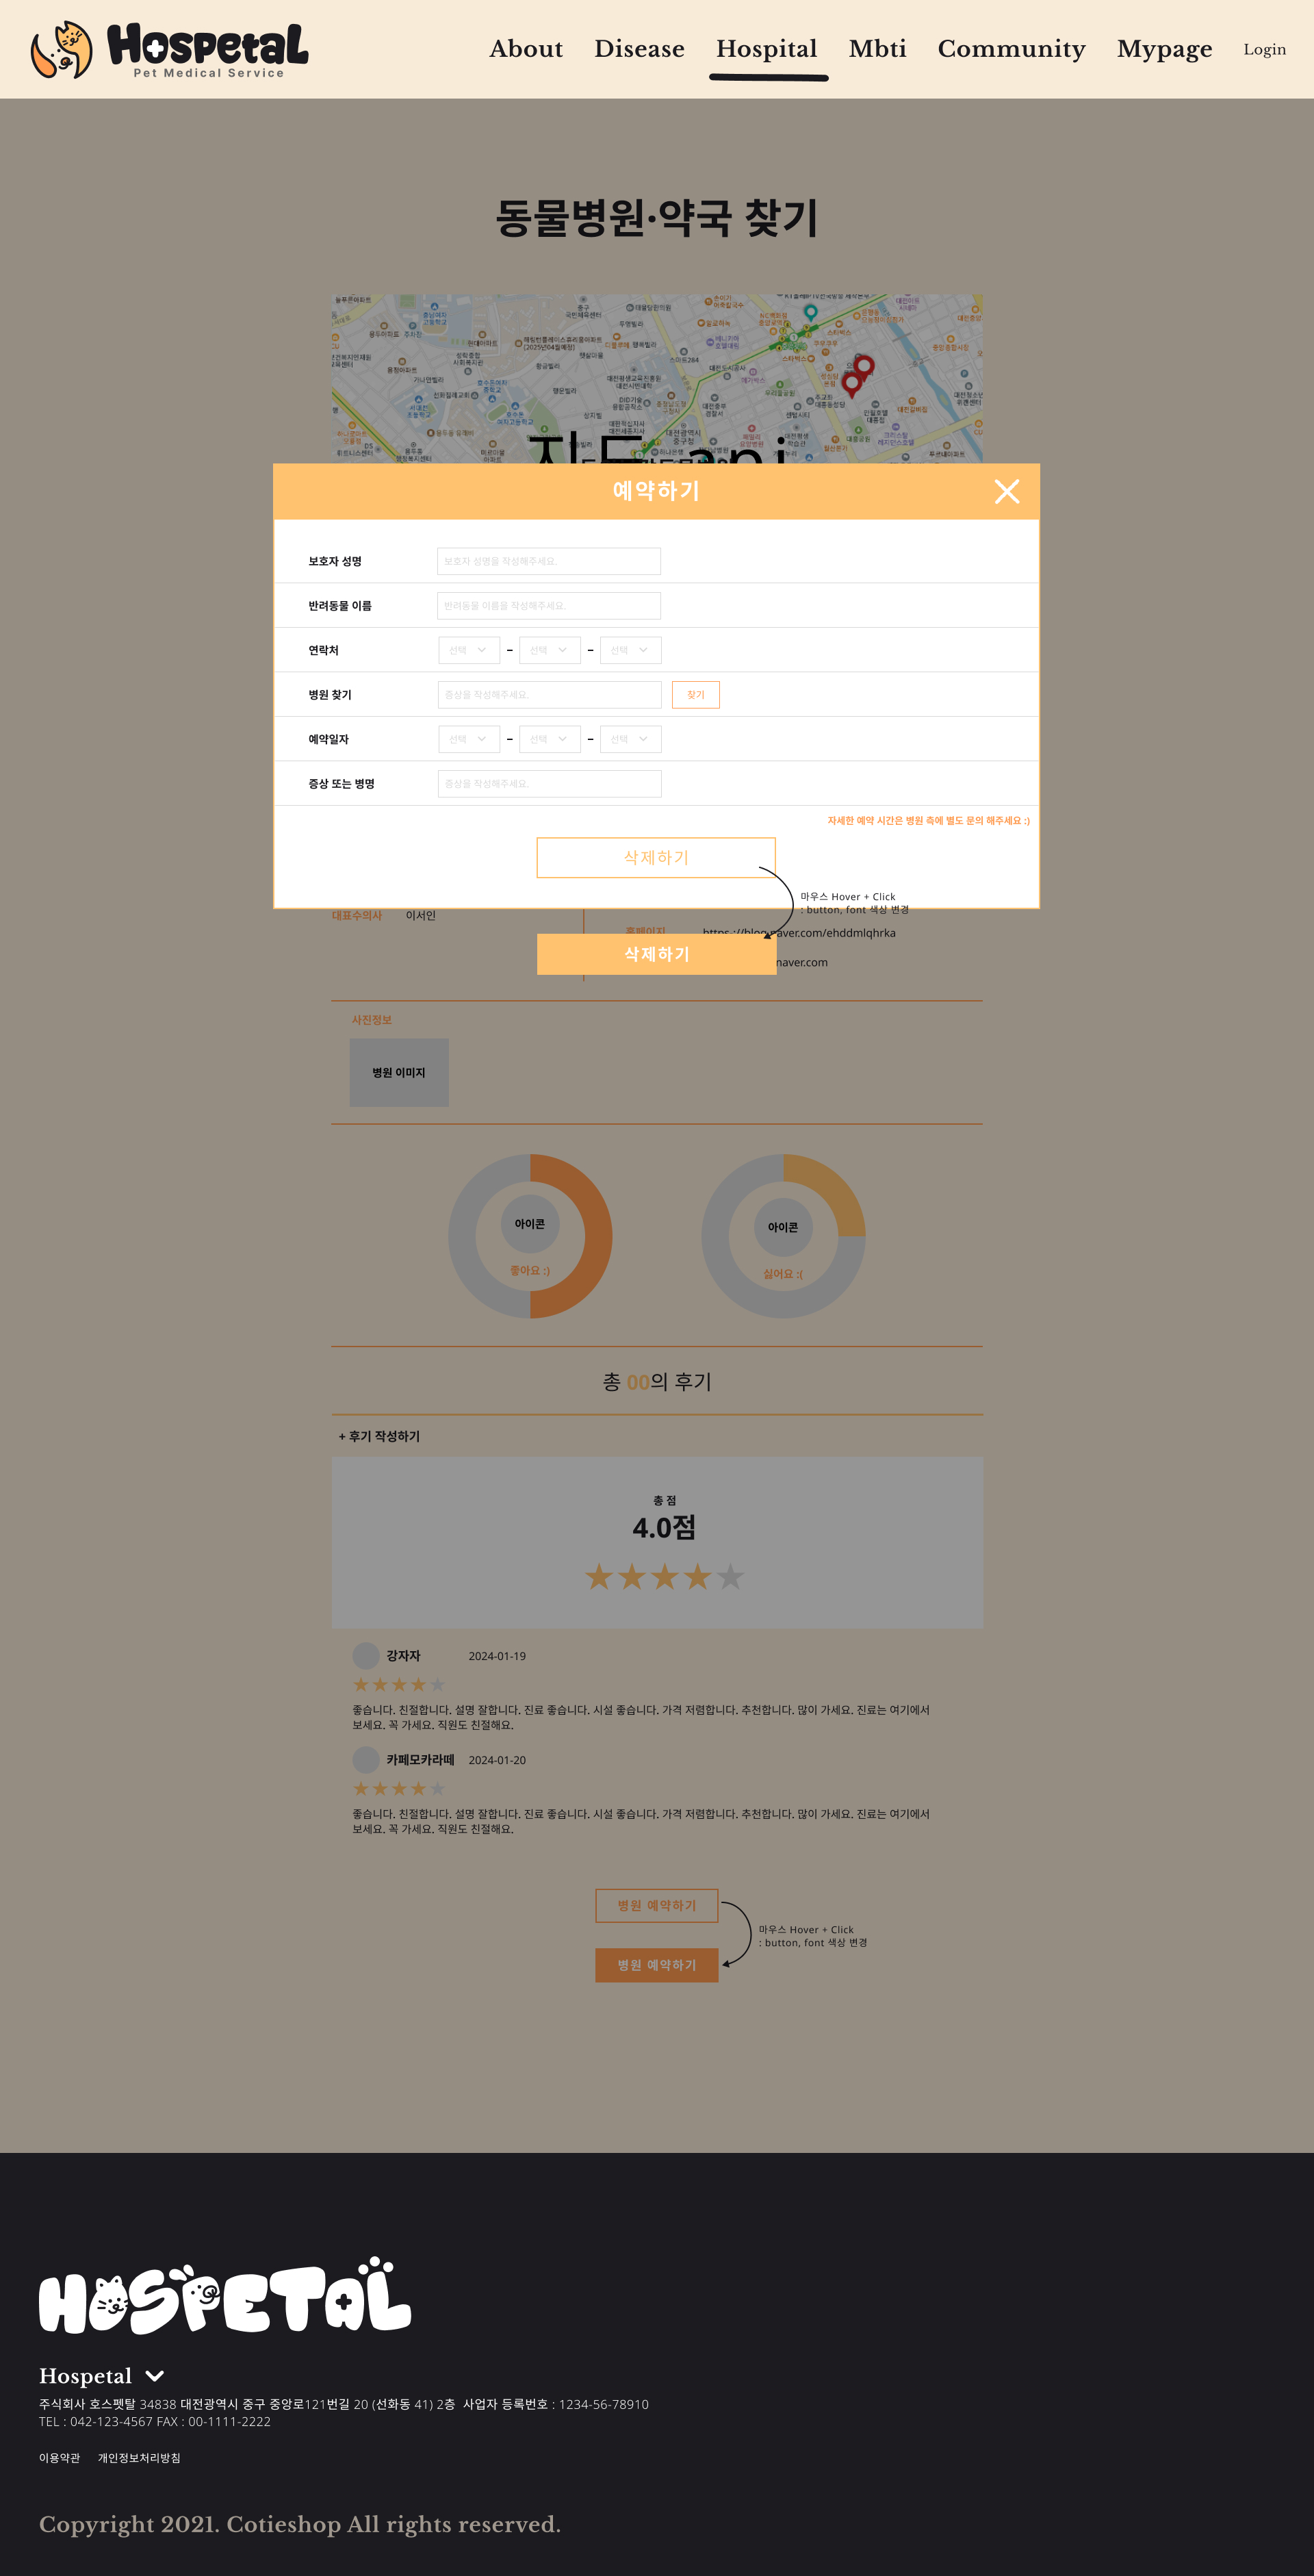 Hospetal
Pet Medical Service
About Disease Hospital Mbti Community Mypage Login
동물병원·약국 찾기
지도 api
예약하기
보호자 성명 보호자 성명을 작성해주세요.
반려동물 이름 반려동물 이름을 작성해주세요.
연락처 선택 - 선택 - 선택
병원 찾기 증상을 작성해주세요. 찾기
예약일자 선택 - 선택 - 선택
증상 또는 병명 증상을 작성해주세요.
자세한 예약 시간은 병원 측에 별도 문의 해주세요 :)
삭제하기
마우스 Hover + Click
: button, font 색상 변경
대표수의사 이서인
홈페이지 https://blog.naver.com/ehddmlqhrka
삭제하기
naver.com
사진정보
병원 이미지
아이콘
좋아요 :)
아이콘
싫어요 :(
총 00의 후기
+ 후기 작성하기
총 점
4.0점
강자자 2024-01-19
좋습니다. 친절합니다. 설명 잘합니다. 진료 좋습니다. 시설 좋습니다. 가격 저렴합니다. 추천합니다. 많이 가세요. 진료는 여기에서
보세요. 꼭 가세요. 직원도 친절해요.
카페모카라떼 2024-01-20
좋습니다. 친절합니다. 설명 잘합니다. 진료 좋습니다. 시설 좋습니다. 가격 저렴합니다. 추천합니다. 많이 가세요. 진료는 여기에서
보세요. 꼭 가세요. 직원도 친절해요.
병원 예약하기
마우스 Hover + Click
: button, font 색상 변경
병원 예약하기
HOSPETAL
Hospetal
주식회사 호스펫탈 34838 대전광역시 중구 중앙로121번길 20 (선화동 41) 2층 사업자 등록번호 : 1234-56-78910
TEL : 042-123-4567 FAX : 00-1111-2222
이용약관 개인정보처리방침
Copyright 2021. Cotieshop All rights reserved.